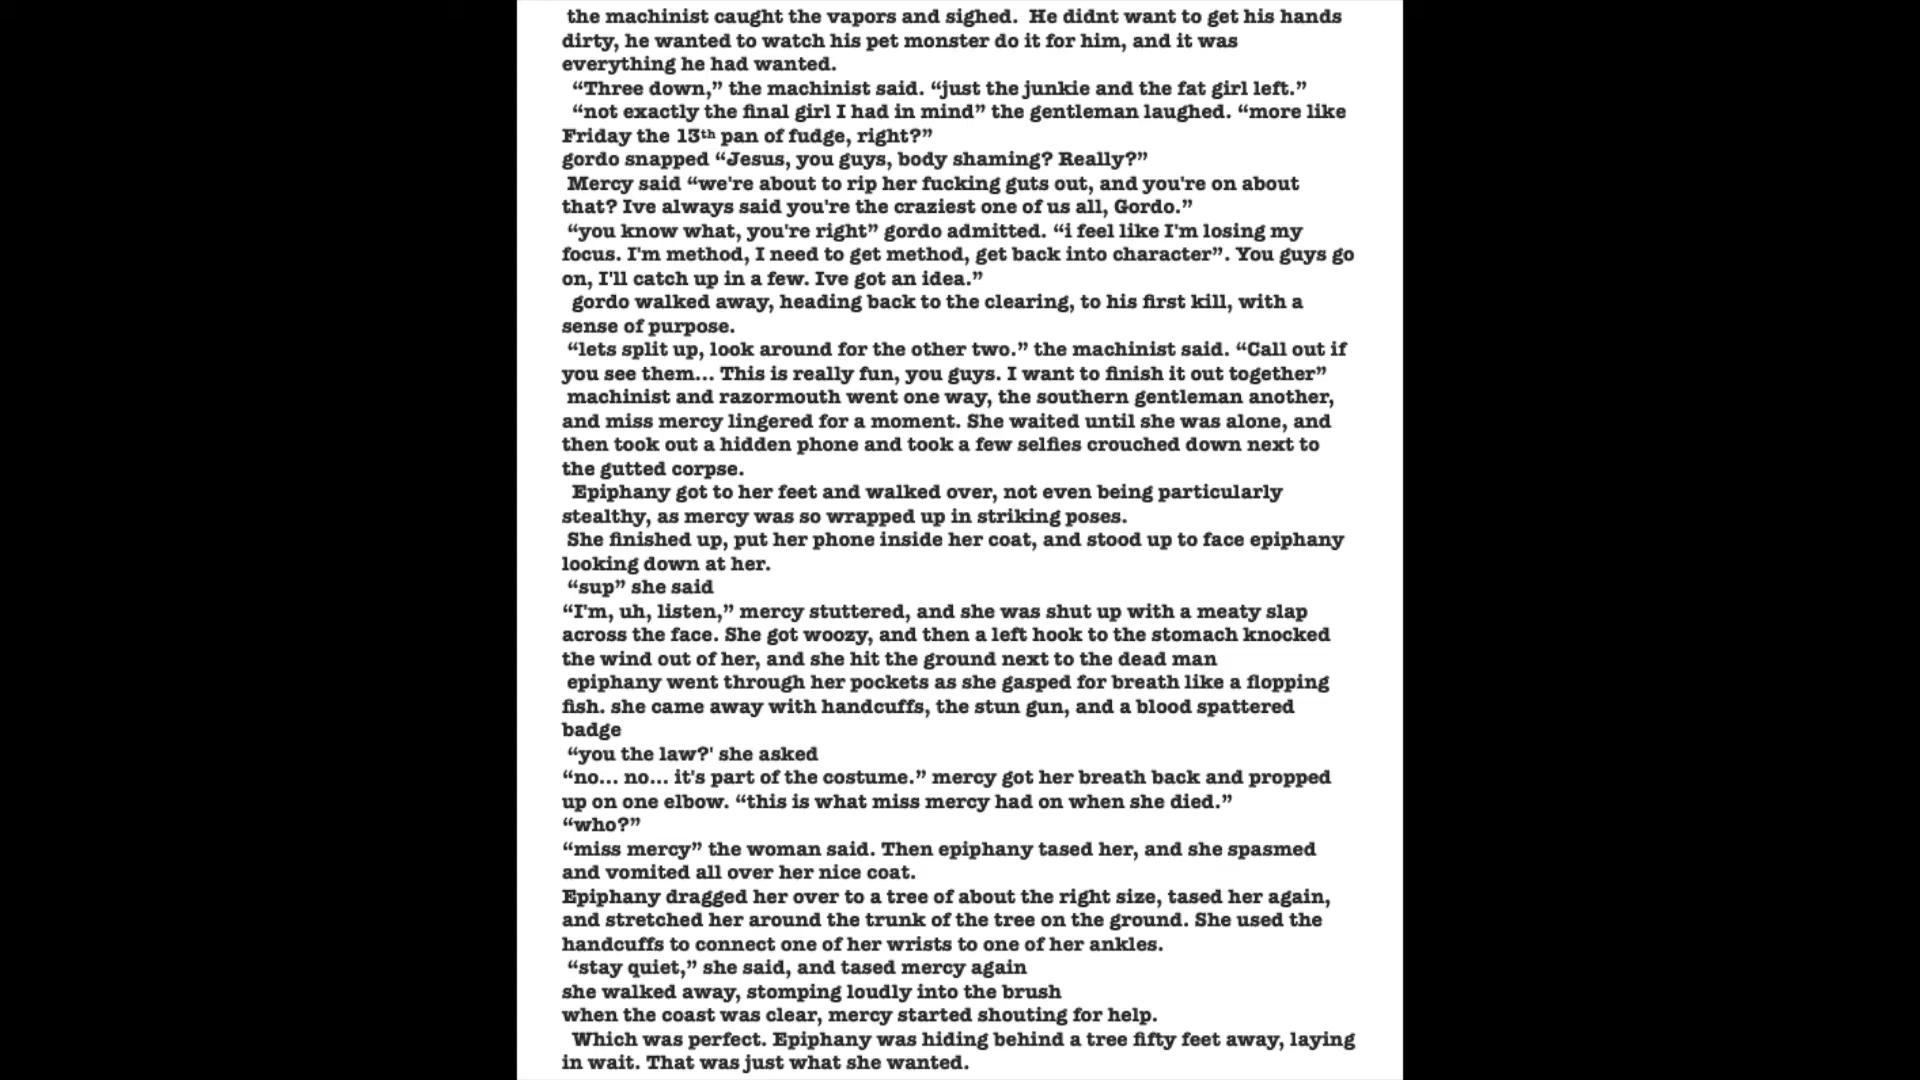 the machinist caught the vapors and sighed.  He didnt want to get his hands
dirty, he wanted to watch his pet monster do it for him, and it was
everything he had wanted.
“Three down,” the machinist said. “just the junkie and the fat girl left.”
“not exactly the final girl I had in mind” the gentleman laughed. “more like
Friday the 13th pan of fudge, right?”
gordo snapped “Jesus, you guys, body shaming? Really?”
Mercy said “we're about to rip her fucking guts out, and you're on about
that? Ive always said you're the craziest one of us all, Gordo.”
“you know what, you're right” gordo admitted. “i feel like I'm losing my
focus. I'm method, I need to get method, get back into character”. You guys go
on, I'll catch up in a few. Ive got an idea.”
gordo walked away, heading back to the clearing, to his first kill, with a
sense of purpose.
“lets split up, look around for the other two.” the machinist said. “Call out if
you see them... This is really fun, you guys. I want to finish it out together”
machinist and razormouth went one way, the southern gentleman another,
and miss mercy lingered for a moment. She waited until she was alone, and
then took out a hidden phone and took a few selfies crouched down next to
the gutted corpse.
Epiphany got to her feet and walked over, not even being particularly
stealthy, as mercy was so wrapped up in striking poses.
She finished up, put her phone inside her coat, and stood up to face epiphany
looking down at her.
“sup” she said
“I'm, uh, listen,” mercy stuttered, and she was shut up with a meaty slap
across the face. She got woozy, and then a left hook to the stomach knocked
the wind out of her, and she hit the ground next to the dead man
epiphany went through her pockets as she gasped for breath like a flopping
fish. she came away with handcuffs, the stun gun, and a blood spattered
badge
“you the law?' she asked
“no... no... it's part of the costume.” mercy got her breath back and propped
up on one elbow. “this is what miss mercy had on when she died.”
“who?”
“miss mercy” the woman said. Then epiphany tased her, and she spasmed
and vomited all over her nice coat.
Epiphany dragged her over to a tree of about the right size, tased her again,
and stretched her around the trunk of the tree on the ground. She used the
handcuffs to connect one of her wrists to one of her ankles.
“stay quiet,” she said, and tased mercy again
she walked away, stomping loudly into the brush
when the coast was clear, mercy started shouting for help.
Which was perfect. Epiphany was hiding behind a tree fifty feet away, laying
in wait. That was just what she wanted.